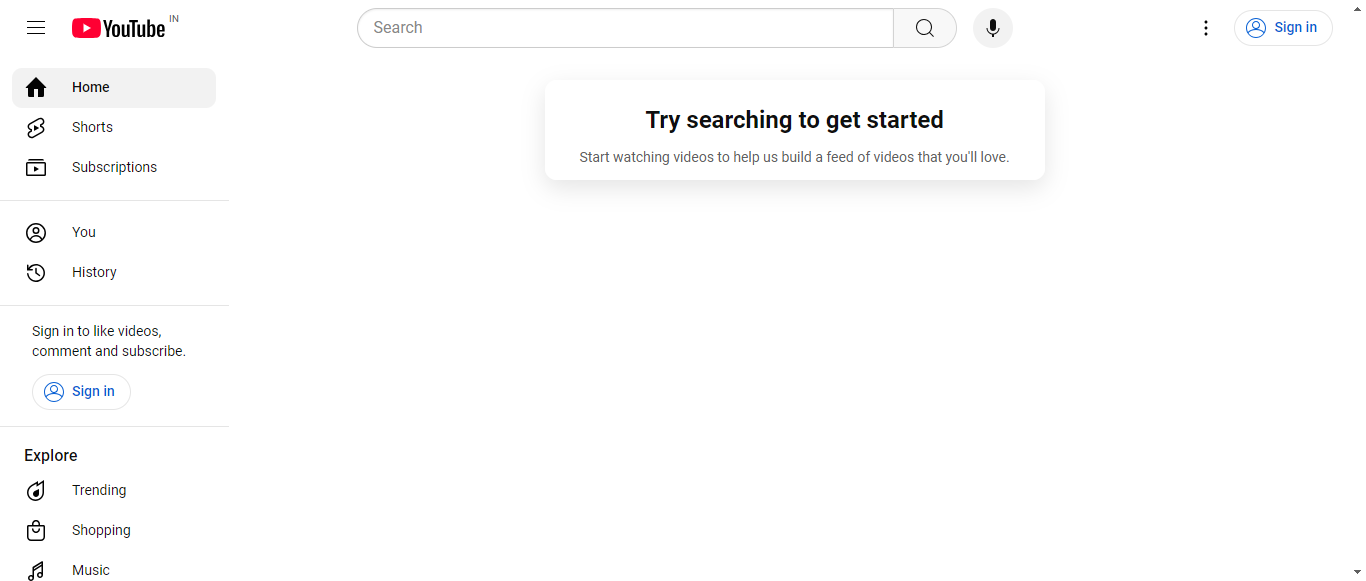 YouTube IN
Search
Sign in
Home
Shorts
Subscriptions
You
History
Sign in to like videos,
comment and subscribe.
Sign in
Explore
Trending
Shopping
Music
Try searching to get started
Start watching videos to help us build a feed of videos that you'll love.